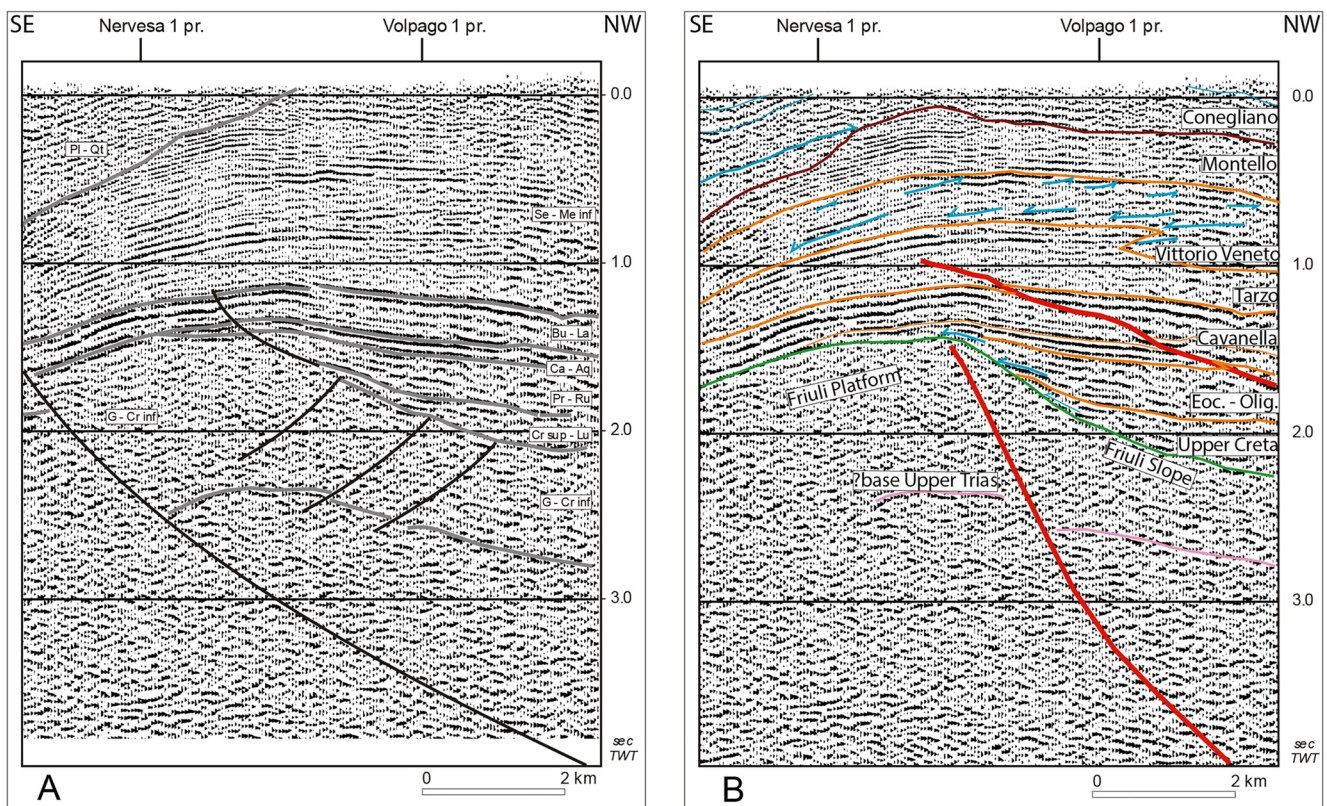 SE
Nervesa 1 pr.
Volpago 1 pr.
NW
0.0
Pl - Qt
Se - Me inf
1.0
Bu - La
Ca - Aq
Pr - Ru
G - Cr inf
2.0
Cr sup - Lu
G - Cr inf
3.0
sec
TWT
A
0
2 km
SE
Nervesa 1 pr.
Volpago 1 pr.
NW
0.0
Conegliano
Montello
Vittorio Veneto
1.0
Tarzo
Cavanella
Friuli Platform
Eoc. - Olig.
2.0
Upper Creta
Friuli Slope
?base Upper Trias.
3.0
sec
TWT
B
0
2 km